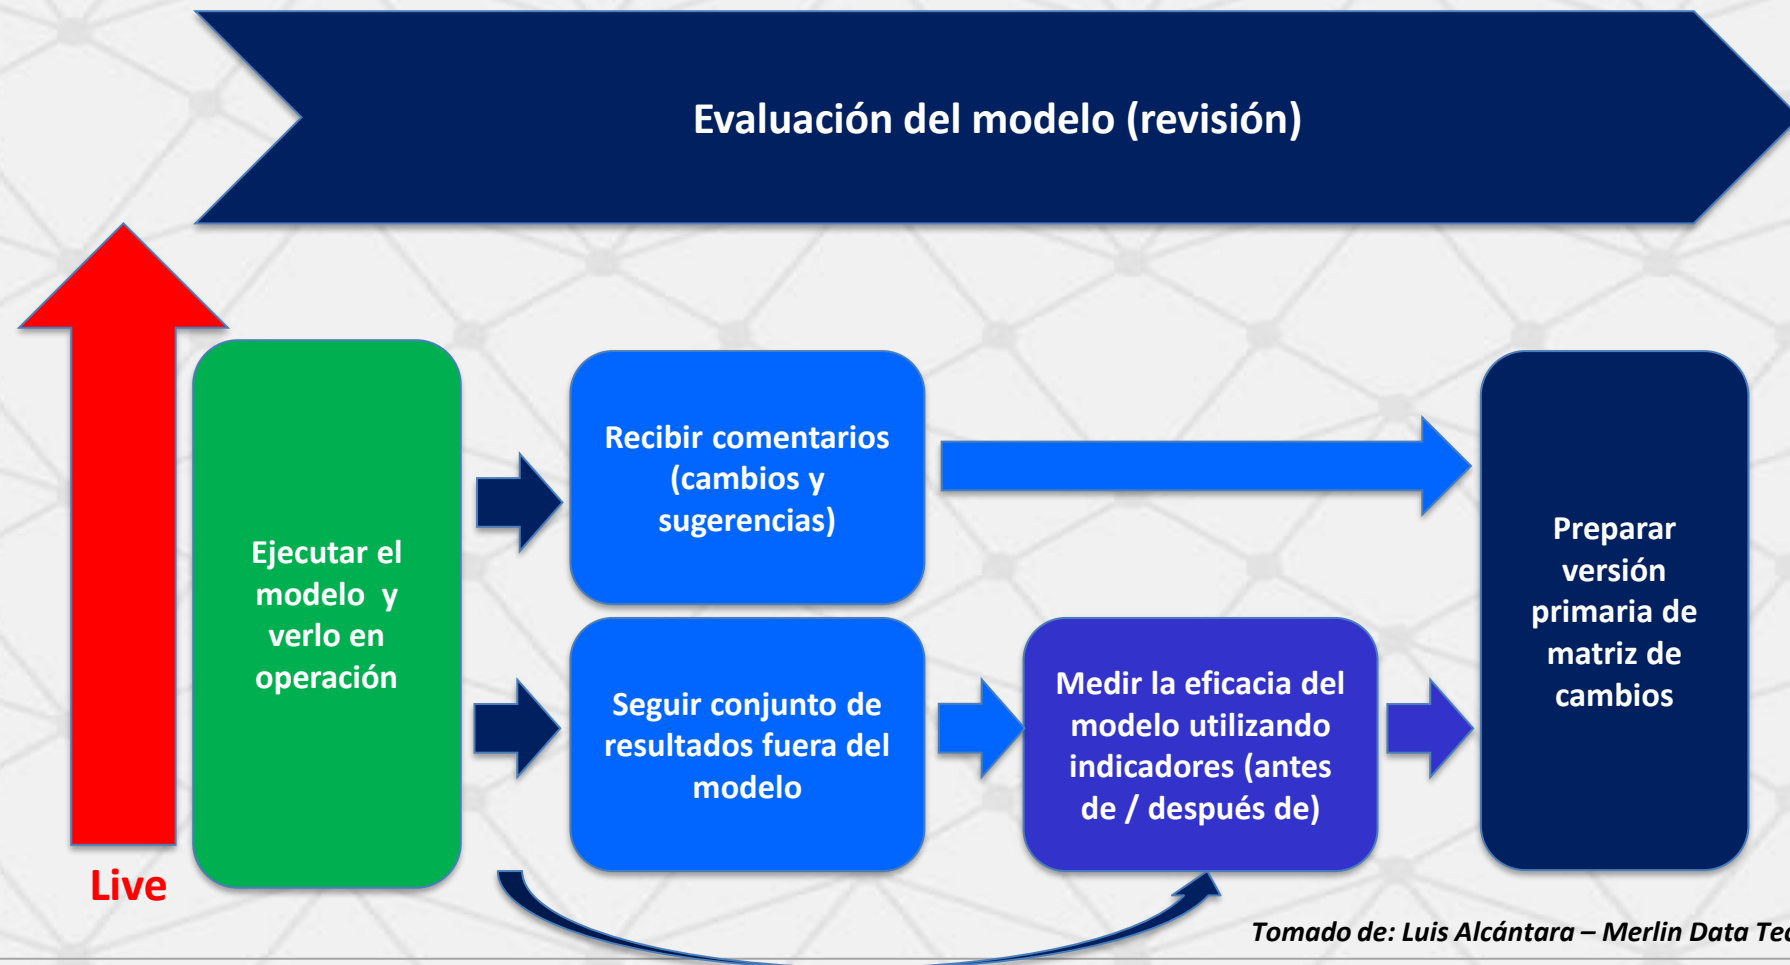 Evaluación del modelo (revisión)
Ejecutar el
modelo y
verlo en
operación
Live
Recibir comentarios
(cambios y
sugerencias)
Seguir conjunto de
resultados fuera del
modelo
Medir la eficacia del
modelo utilizando
indicadores (antes
de / después de)
Preparar
versión
primaria de
matriz de
cambios
Tomado de: Luis Alcántara – Merlin Data